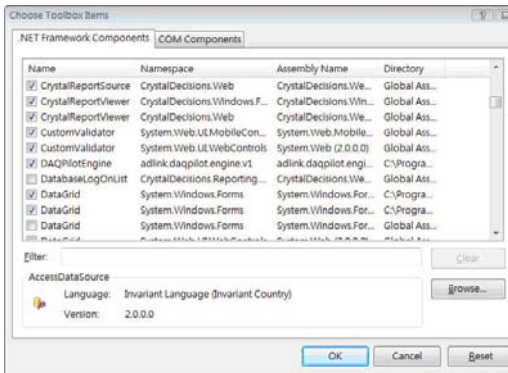 Choose Toolbox Items
.NET Framework Components COM Components
Name Namespace Assembly Name Directory
CrystalReportSource CrystalDecisions.Web CrystalDecisions.We... Global Ass...
CrystalReportViewer CrystalDecisions.Windows.F... CrystalDecisions.Win... Global Ass...
CrystalReportViewer CrystalDecisions.Web CrystalDecisions.We... Global Ass...
CustomValidator System.Web.UI.MobileCon... System.Web.Mobile... Global Ass...
CustomValidator System.Web.UI.WebControls System.Web (2.0.0.0) Global Ass...
DAQPilotEngine adlink.daqpilot.engine.v1 adlink.daqpilot.engi... C:\Progra...
DatabaseLogOnList CrystalDecisions.Reporting.... CrystalDecisions.We... Global Ass...
DataGrid System.Windows.Forms System.Windows.For... C:\Progra...
DataGrid System.Windows.Forms System.Windows.For... C:\Progra...
DataGrid System.Windows.Forms System.Windows.For... Global Ass...
Filter:
Clear
AccessDataSource
Language: Invariant Language (Invariant Country)
Browse...
Version: 2.0.0.0
OK Cancel Reset